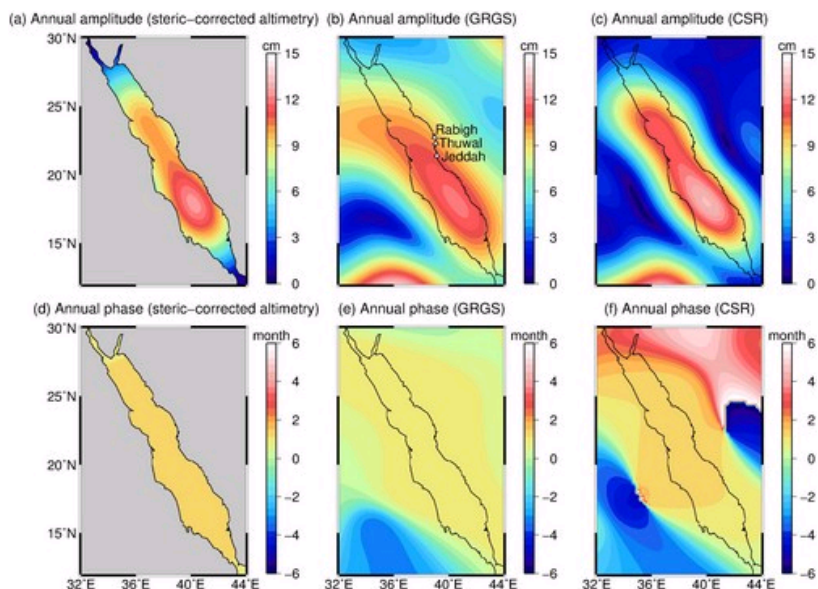 (a) Annual amplitude (steric-corrected altimetry) (b) Annual amplitude (GRGS) (c) Annual amplitude (CSR)
30˚N cm 15 cm 15 cm 15
25˚N 12 12 12
Rabigh
Thuwal
Jeddah
9 9 9
20˚N 6 6 6
15˚N 3 3 3
0 0 0
(d) Annual phase (steric-corrected altimetry) (e) Annual phase (GRGS) (f) Annual phase (CSR)
30˚N month 6 month 6 month 6
4 4 4
25˚N 2 2 2
20˚N 0 0 0
-2 -2 -2
15˚N -4 -4 -4
-6 -6 -6
32˚E 36˚E 40˚E 44˚E 32˚E 36˚E 40˚E 44˚E 32˚E 36˚E 40˚E 44˚E